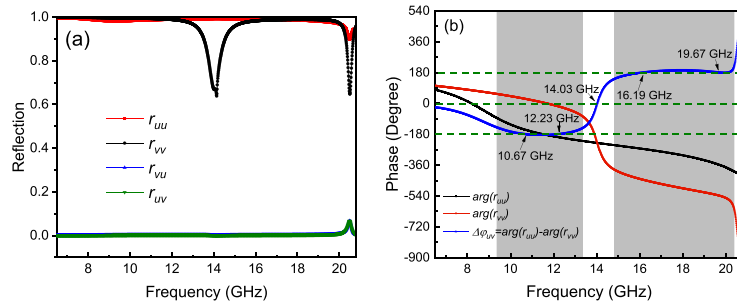 (a)
1.0
0.8
0.6
0.4
0.2
0.0
Reflection
r_uu
r_vv
r_vu
r_uv
8 10 12 14 16 18 20
Frequency (GHz)
(b)
540
360
180
0
-180
-360
-540
-720
-900
Phase (Degree)
19.67 GHz
14.03 GHz
16.19 GHz
12.23 GHz
10.67 GHz
arg(r_uu)
arg(r_vv)
Δφ_uv=arg(r_uu)-arg(r_vv)
8 10 12 14 16 18 20
Frequency (GHz)